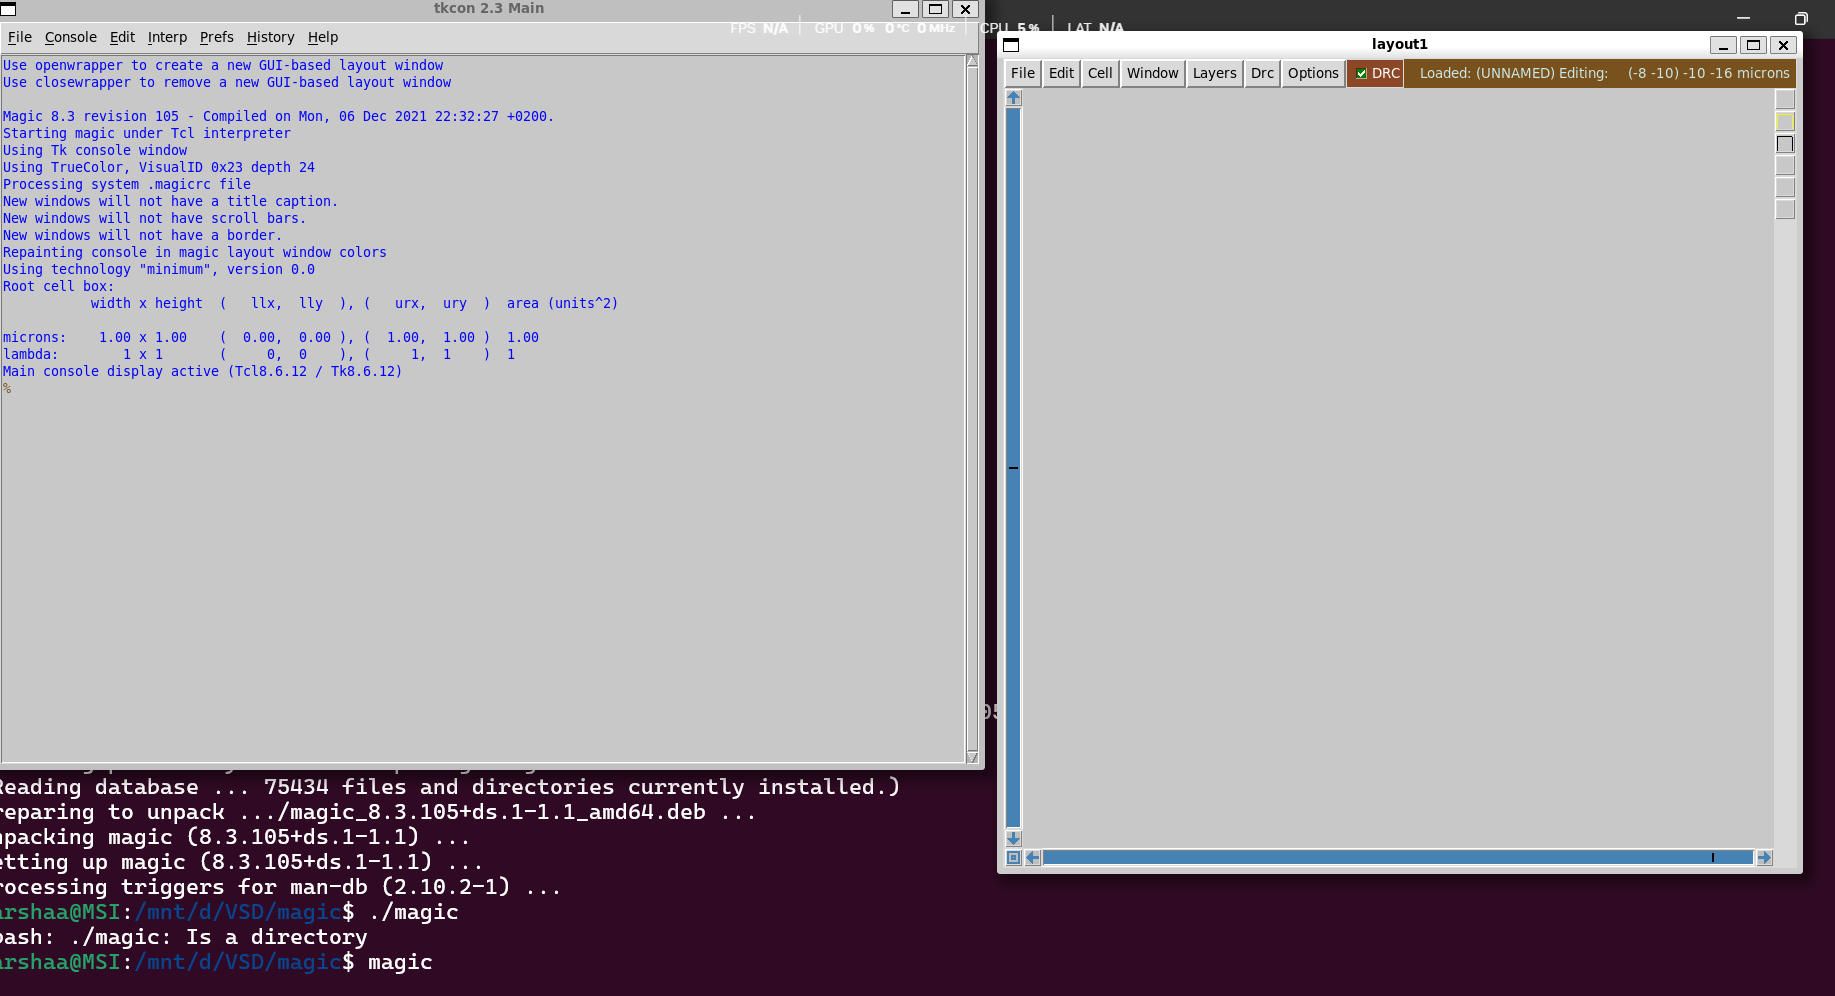 tkcon 2.3 Main
FPS N/A GPU 0% 0°C 0 MHz CPU 5% LAT N/A
File Console Edit Interp Prefs History Help
Use openwrapper to create a new GUI-based layout window
Use closewrapper to remove a new GUI-based layout window
Magic 8.3 revision 105 - Compiled on Mon, 06 Dec 2021 22:32:27 +0200.
Starting magic under Tcl interpreter
Using Tk console window
Using TrueColor, VisualID 0x23 depth 24
Processing system .magicrc file
New windows will not have a title caption.
New windows will not have scroll bars.
New windows will not have a border.
Repainting console in magic layout window colors
Using technology "minimum", version 0.0
Root cell box:
width x height ( llx, lly ), ( urx, ury ) area (units^2)
microns: 1.00 x 1.00 ( 0.00, 0.00 ), ( 1.00, 1.00 ) 1.00
lambda: 1 x 1 ( 0, 0 ), ( 1, 1 ) 1
Main console display active (Tcl8.6.12 / Tk8.6.12)
%
layout1
File Edit Cell Window Layers Drc Options DRC Loaded: (UNNAMED) Editing: (-8 -10) -10 -16 microns
Reading database ... 75434 files and directories currently installed.)
reparing to unpack .../magic_8.3.105+ds.1-1.1_amd64.deb ...
npacking magic (8.3.105+ds.1-1.1) ...
etting up magic (8.3.105+ds.1-1.1) ...
rocessing triggers for man-db (2.10.2-1) ...
arshaa@MSI:/mnt/d/VSD/magic$ ./magic
bash: ./magic: Is a directory
arshaa@MSI:/mnt/d/VSD/magic$ magic